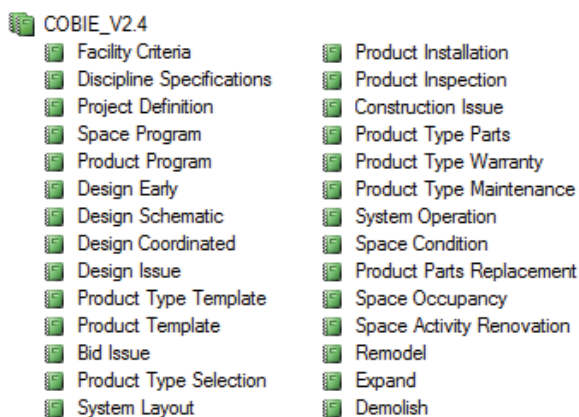 COBIE_V2.4
Facility Criteria
Discipline Specifications
Project Definition
Space Program
Product Program
Design Early
Design Schematic
Design Coordinated
Design Issue
Product Type Template
Product Template
Bid Issue
Product Type Selection
System Layout
Product Installation
Product Inspection
Construction Issue
Product Type Parts
Product Type Warranty
Product Type Maintenance
System Operation
Space Condition
Product Parts Replacement
Space Occupancy
Space Activity Renovation
Remodel
Expand
Demolish